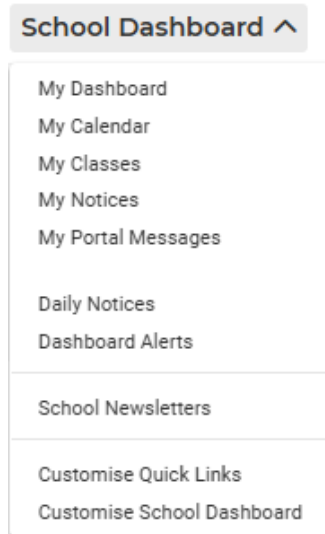 School Dashboard
My Dashboard
My Calendar
My Classes
My Notices
My Portal Messages
Daily Notices
Dashboard Alerts
School Newsletters
Customise Quick Links
Customise School Dashboard